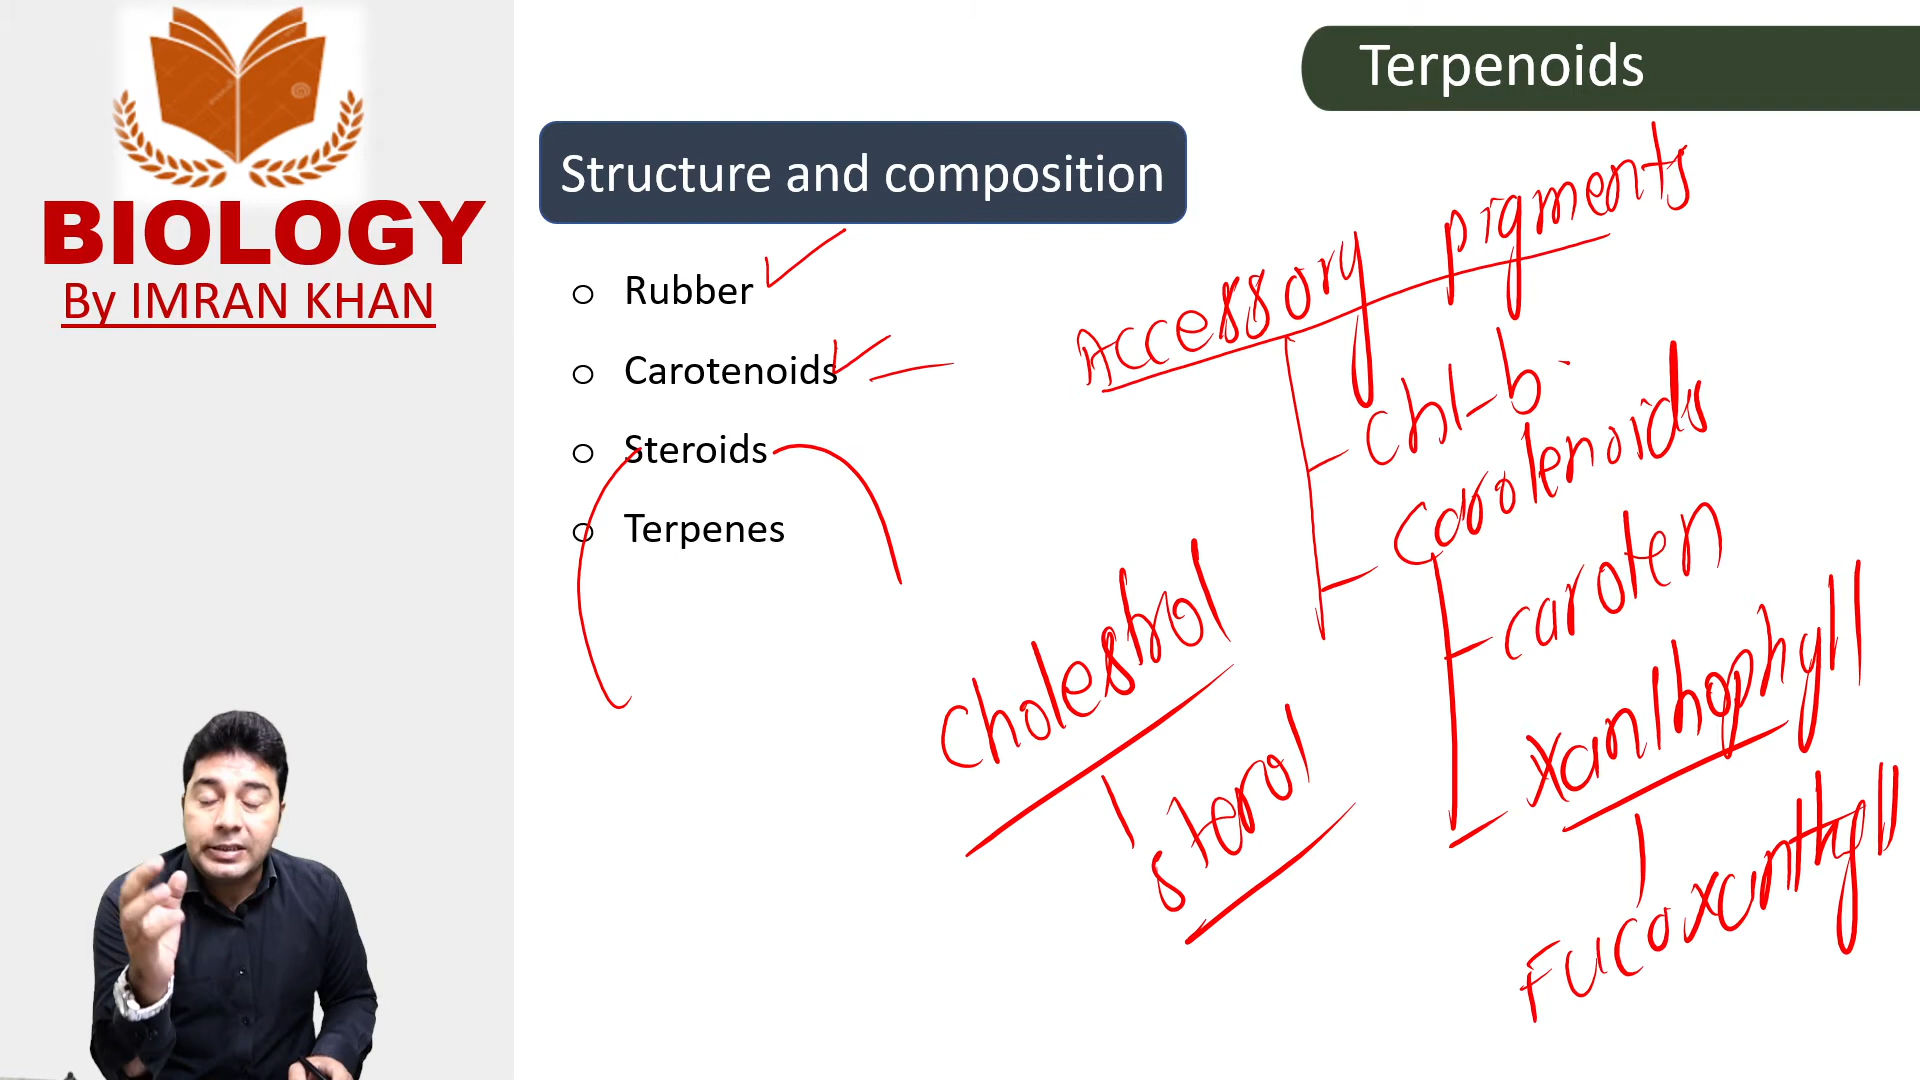 BIOLOGY
By IMRAN KHAN
Terpenoids
Structure and composition
Rubber
Carotenoids
Steroids
Terpenes
Accessory pigments
chl-b
Carotenoids
caroten
xanthophyll
Fucoxanthyll
Cholestrol
sterol